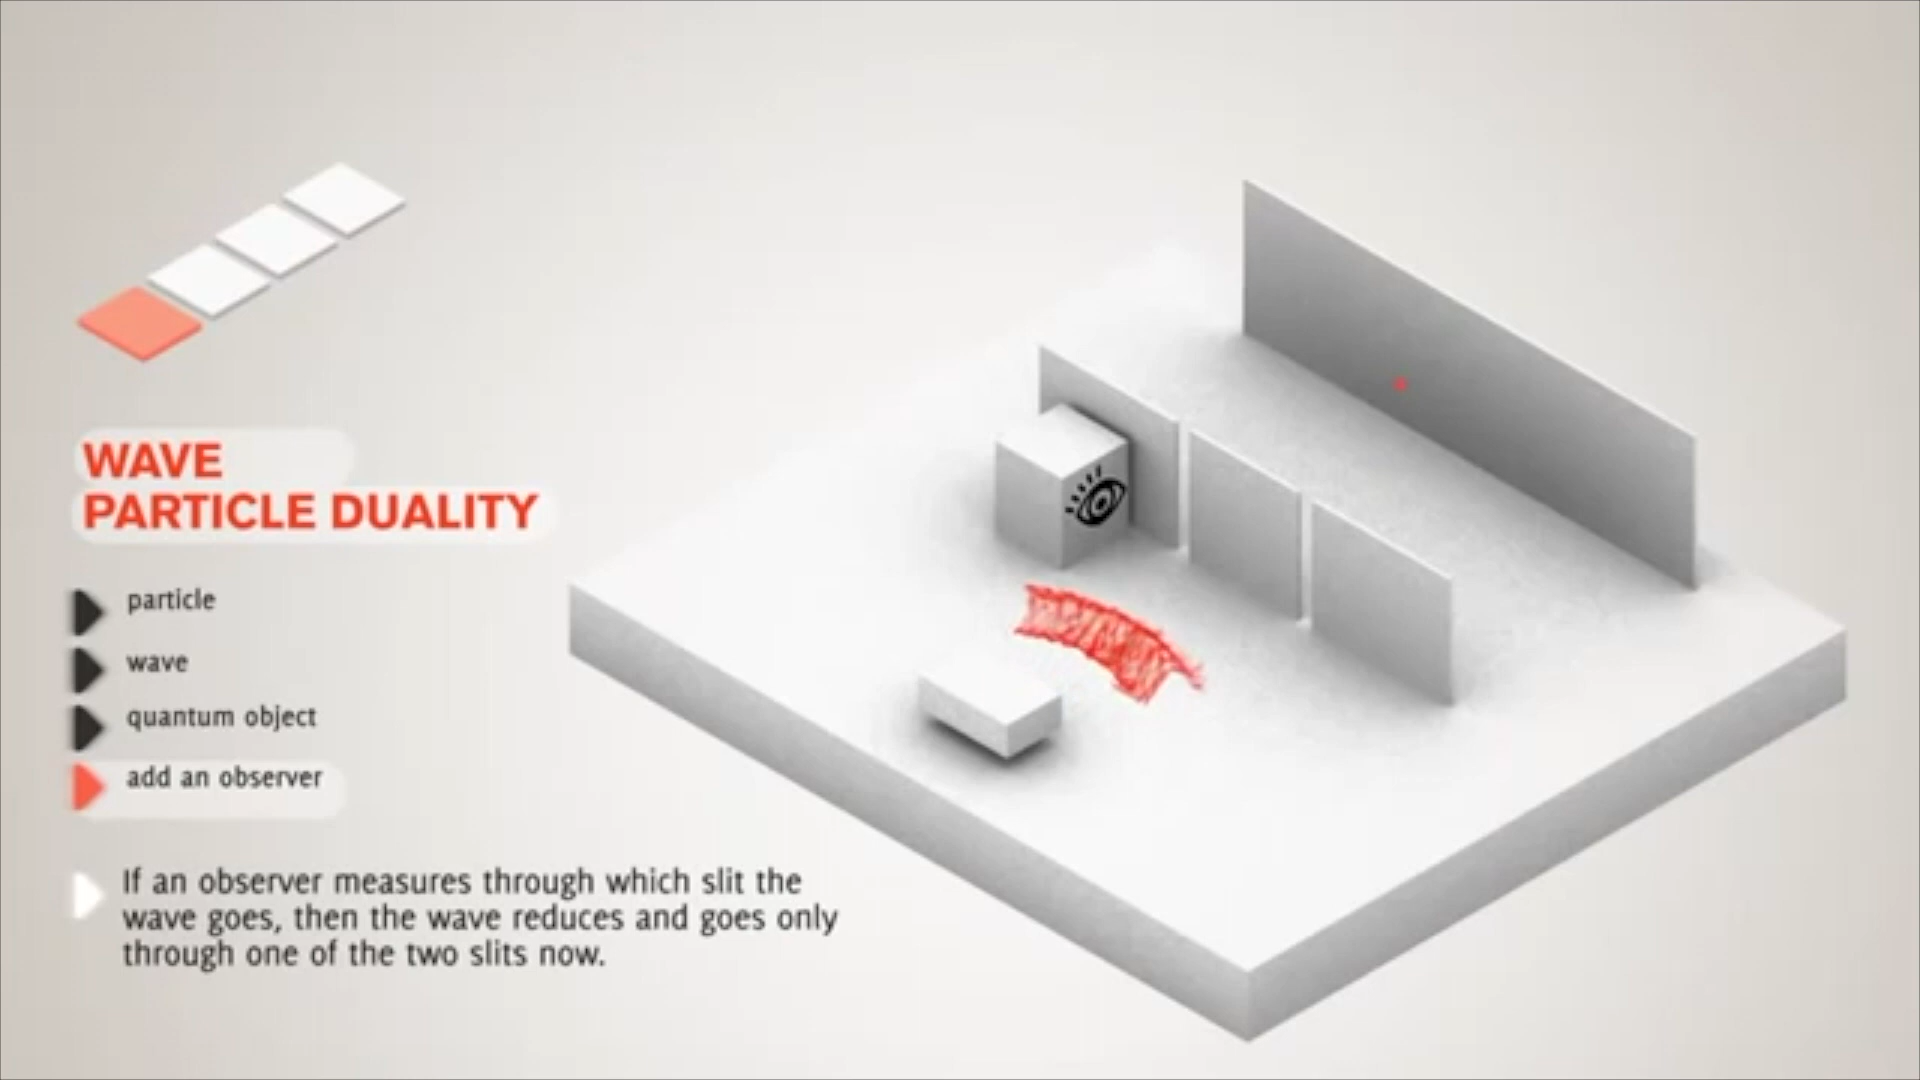 WAVE
PARTICLE DUALITY
particle
wave
quantum object
add an observer
If an observer measures through which slit the
wave goes, then the wave reduces and goes only
through one of the two slits now.